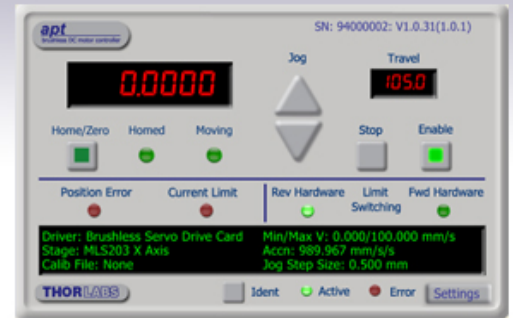 apt
brushless DC motor controller
SN: 94000002: V1.0.31(1.0.1)
0.0000
Jog
Travel
105.0
Home/Zero Homed Moving
Stop Enable
Position Error Current Limit
Rev Hardware Limit Switching Fwd Hardware
Driver: Brushless Servo Drive Card
Stage: MLS203 X Axis
Calib File: None
Min/Max V: 0.000/100.000 mm/s
Accn: 989.967 mm/s/s
Jog Step Size: 0.500 mm
THORLABS
Ident Active Error Settings